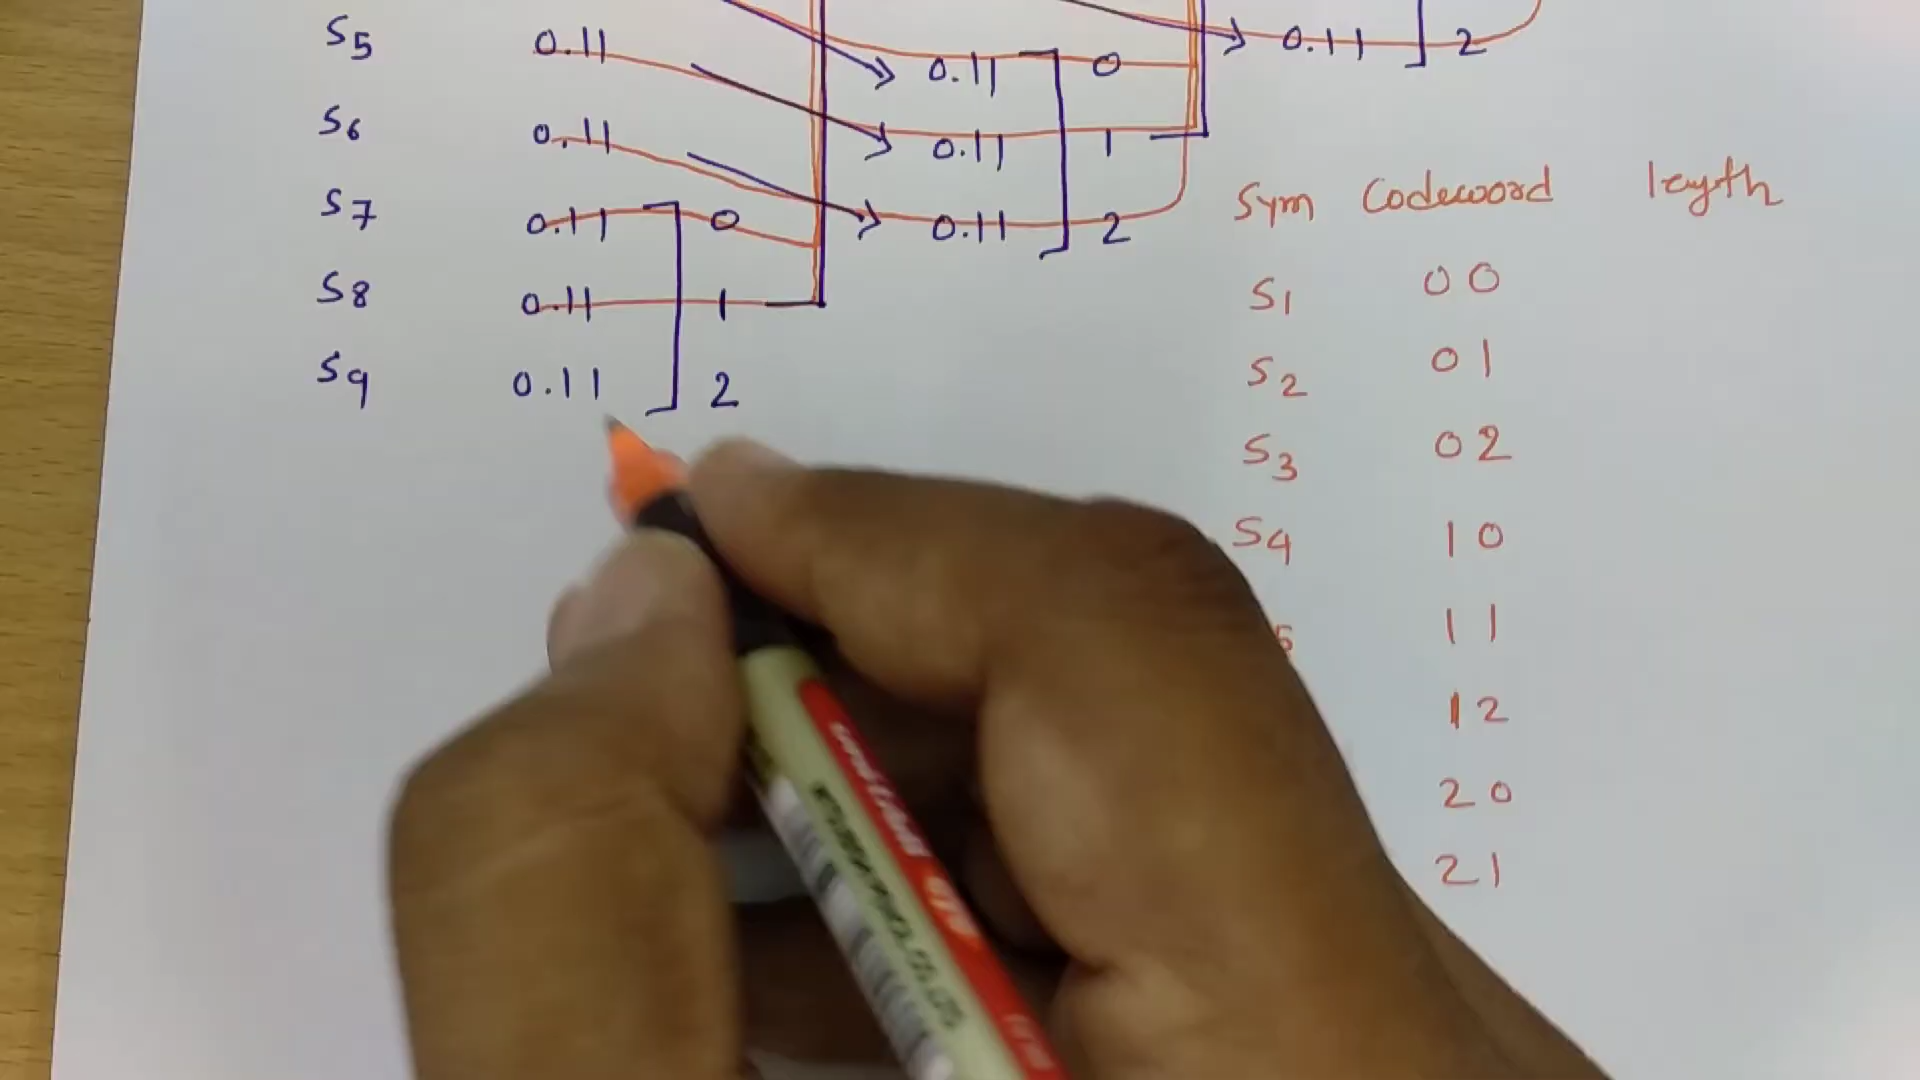 S5 0.11 0.11 0 0.11 2
S6 0.11 0.11 1
S7 0.11 0 0.11 2
S8 0.11 1
S9 0.11 2
Sym Codeword length
S1 00
S2 01
S3 02
S4 10
5 11
12
20
21